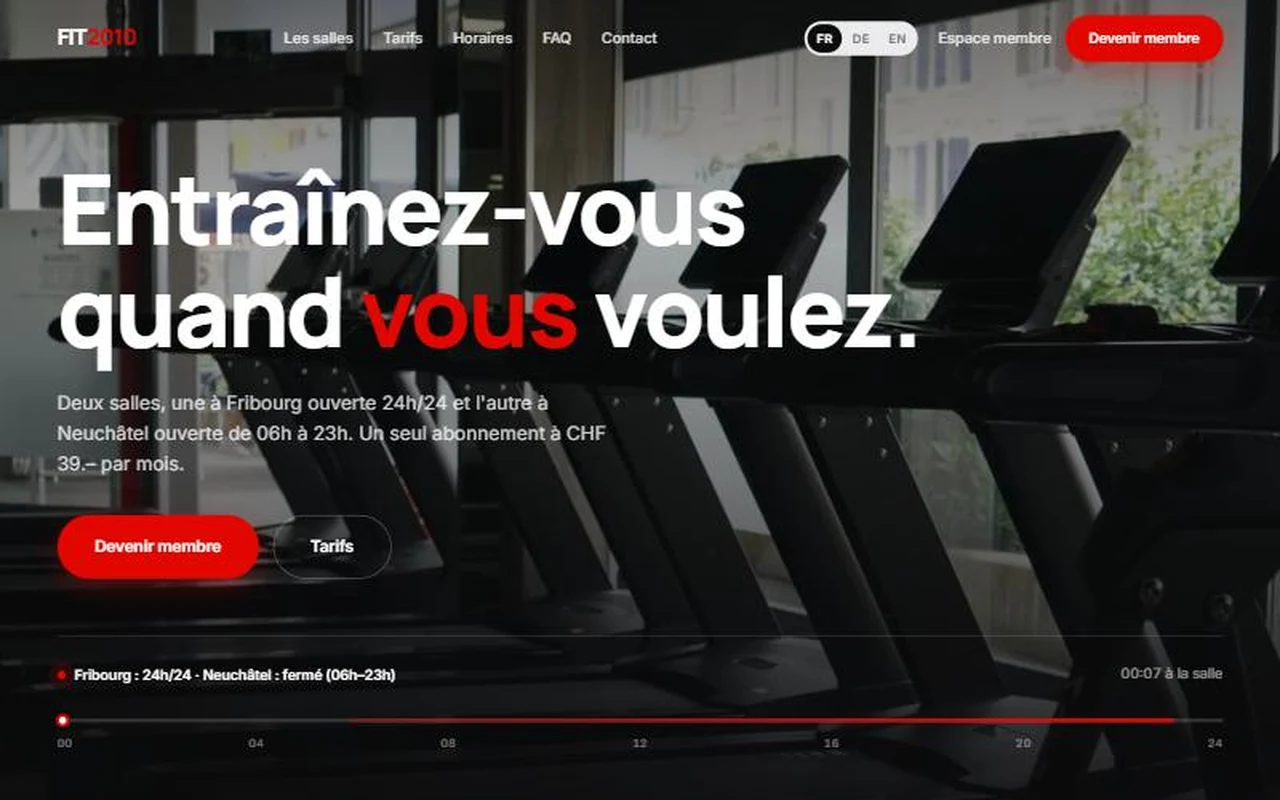 FIT2010
Les salles Tarifs Horaires FAQ Contact
FR DE EN
Espace membre
Devenir membre
Entraînez-vous
quand vous voulez.
Deux salles, une à Fribourg ouverte 24h/24 et l'autre à
Neuchâtel ouverte de 06h à 23h. Un seul abonnement à CHF
39.– par mois.
Devenir membre
Tarifs
Fribourg : 24h/24 · Neuchâtel : fermé (06h–23h)
00:07 à la salle
00 04 08 12 16 20 24